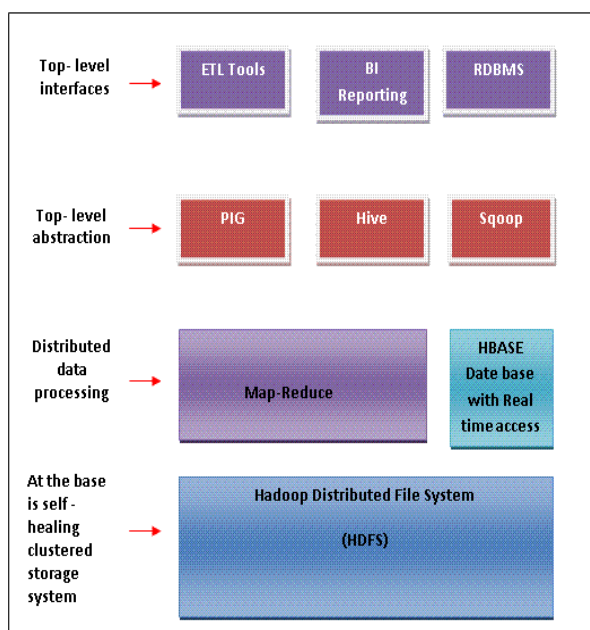 Top- level
interfaces
ETL Tools
BI
Reporting
RDBMS
Top- level
abstraction
PIG
Hive
Sqoop
Distributed
data
processing
Map-Reduce
HBASE
Date base
with Real
time access
At the base
is self -
healing
clustered
storage
system
Hadoop Distributed File System
(HDFS)